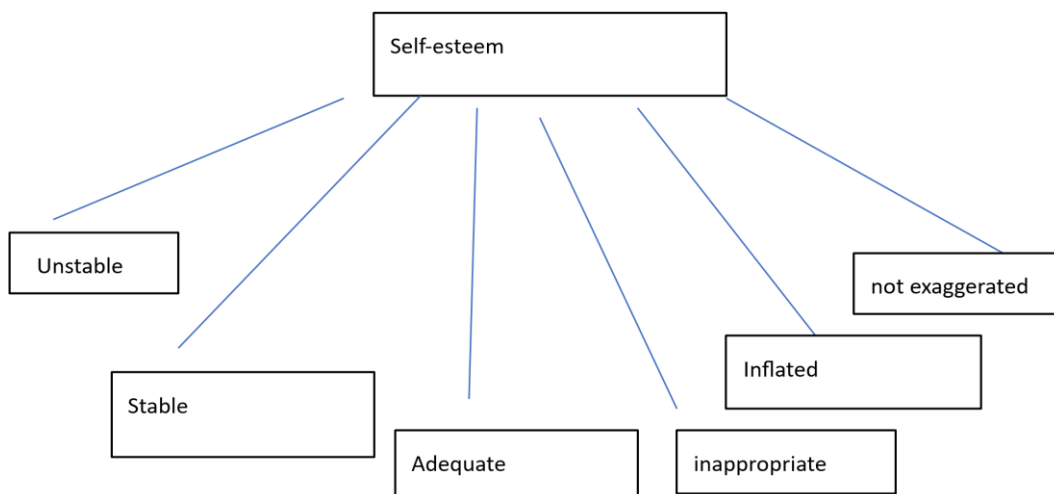 Self-esteem
Unstable
not exaggerated
Inflated
Stable
Adequate
inappropriate